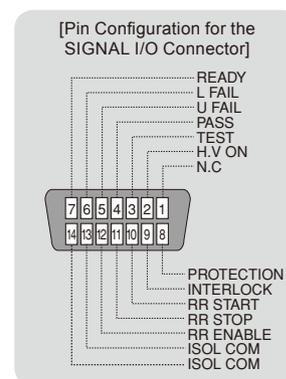 [Pin Configuration for the
SIGNAL I/O Connector]
READY
L FAIL
U FAIL
PASS
TEST
H.V ON
N.C
7 6 5 4 3 2 1
14 13 12 11 10 9 8
PROTECTION
INTERLOCK
RR START
RR STOP
RR ENABLE
ISOL COM
ISOL COM